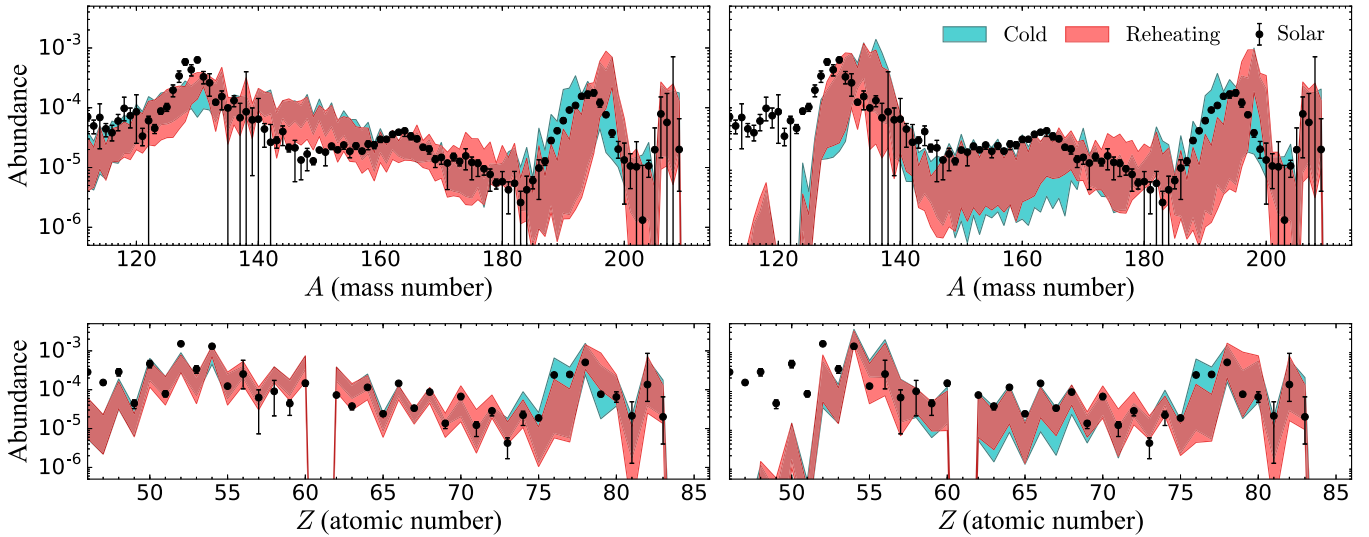 Cold Reheating Solar
Abundance
10⁻³
10⁻⁴
10⁻⁵
10⁻⁶
120 140 160 180 200
A (mass number)
120 140 160 180 200
A (mass number)
Abundance
10⁻³
10⁻⁴
10⁻⁵
10⁻⁶
50 55 60 65 70 75 80 85
Z (atomic number)
50 55 60 65 70 75 80 85
Z (atomic number)